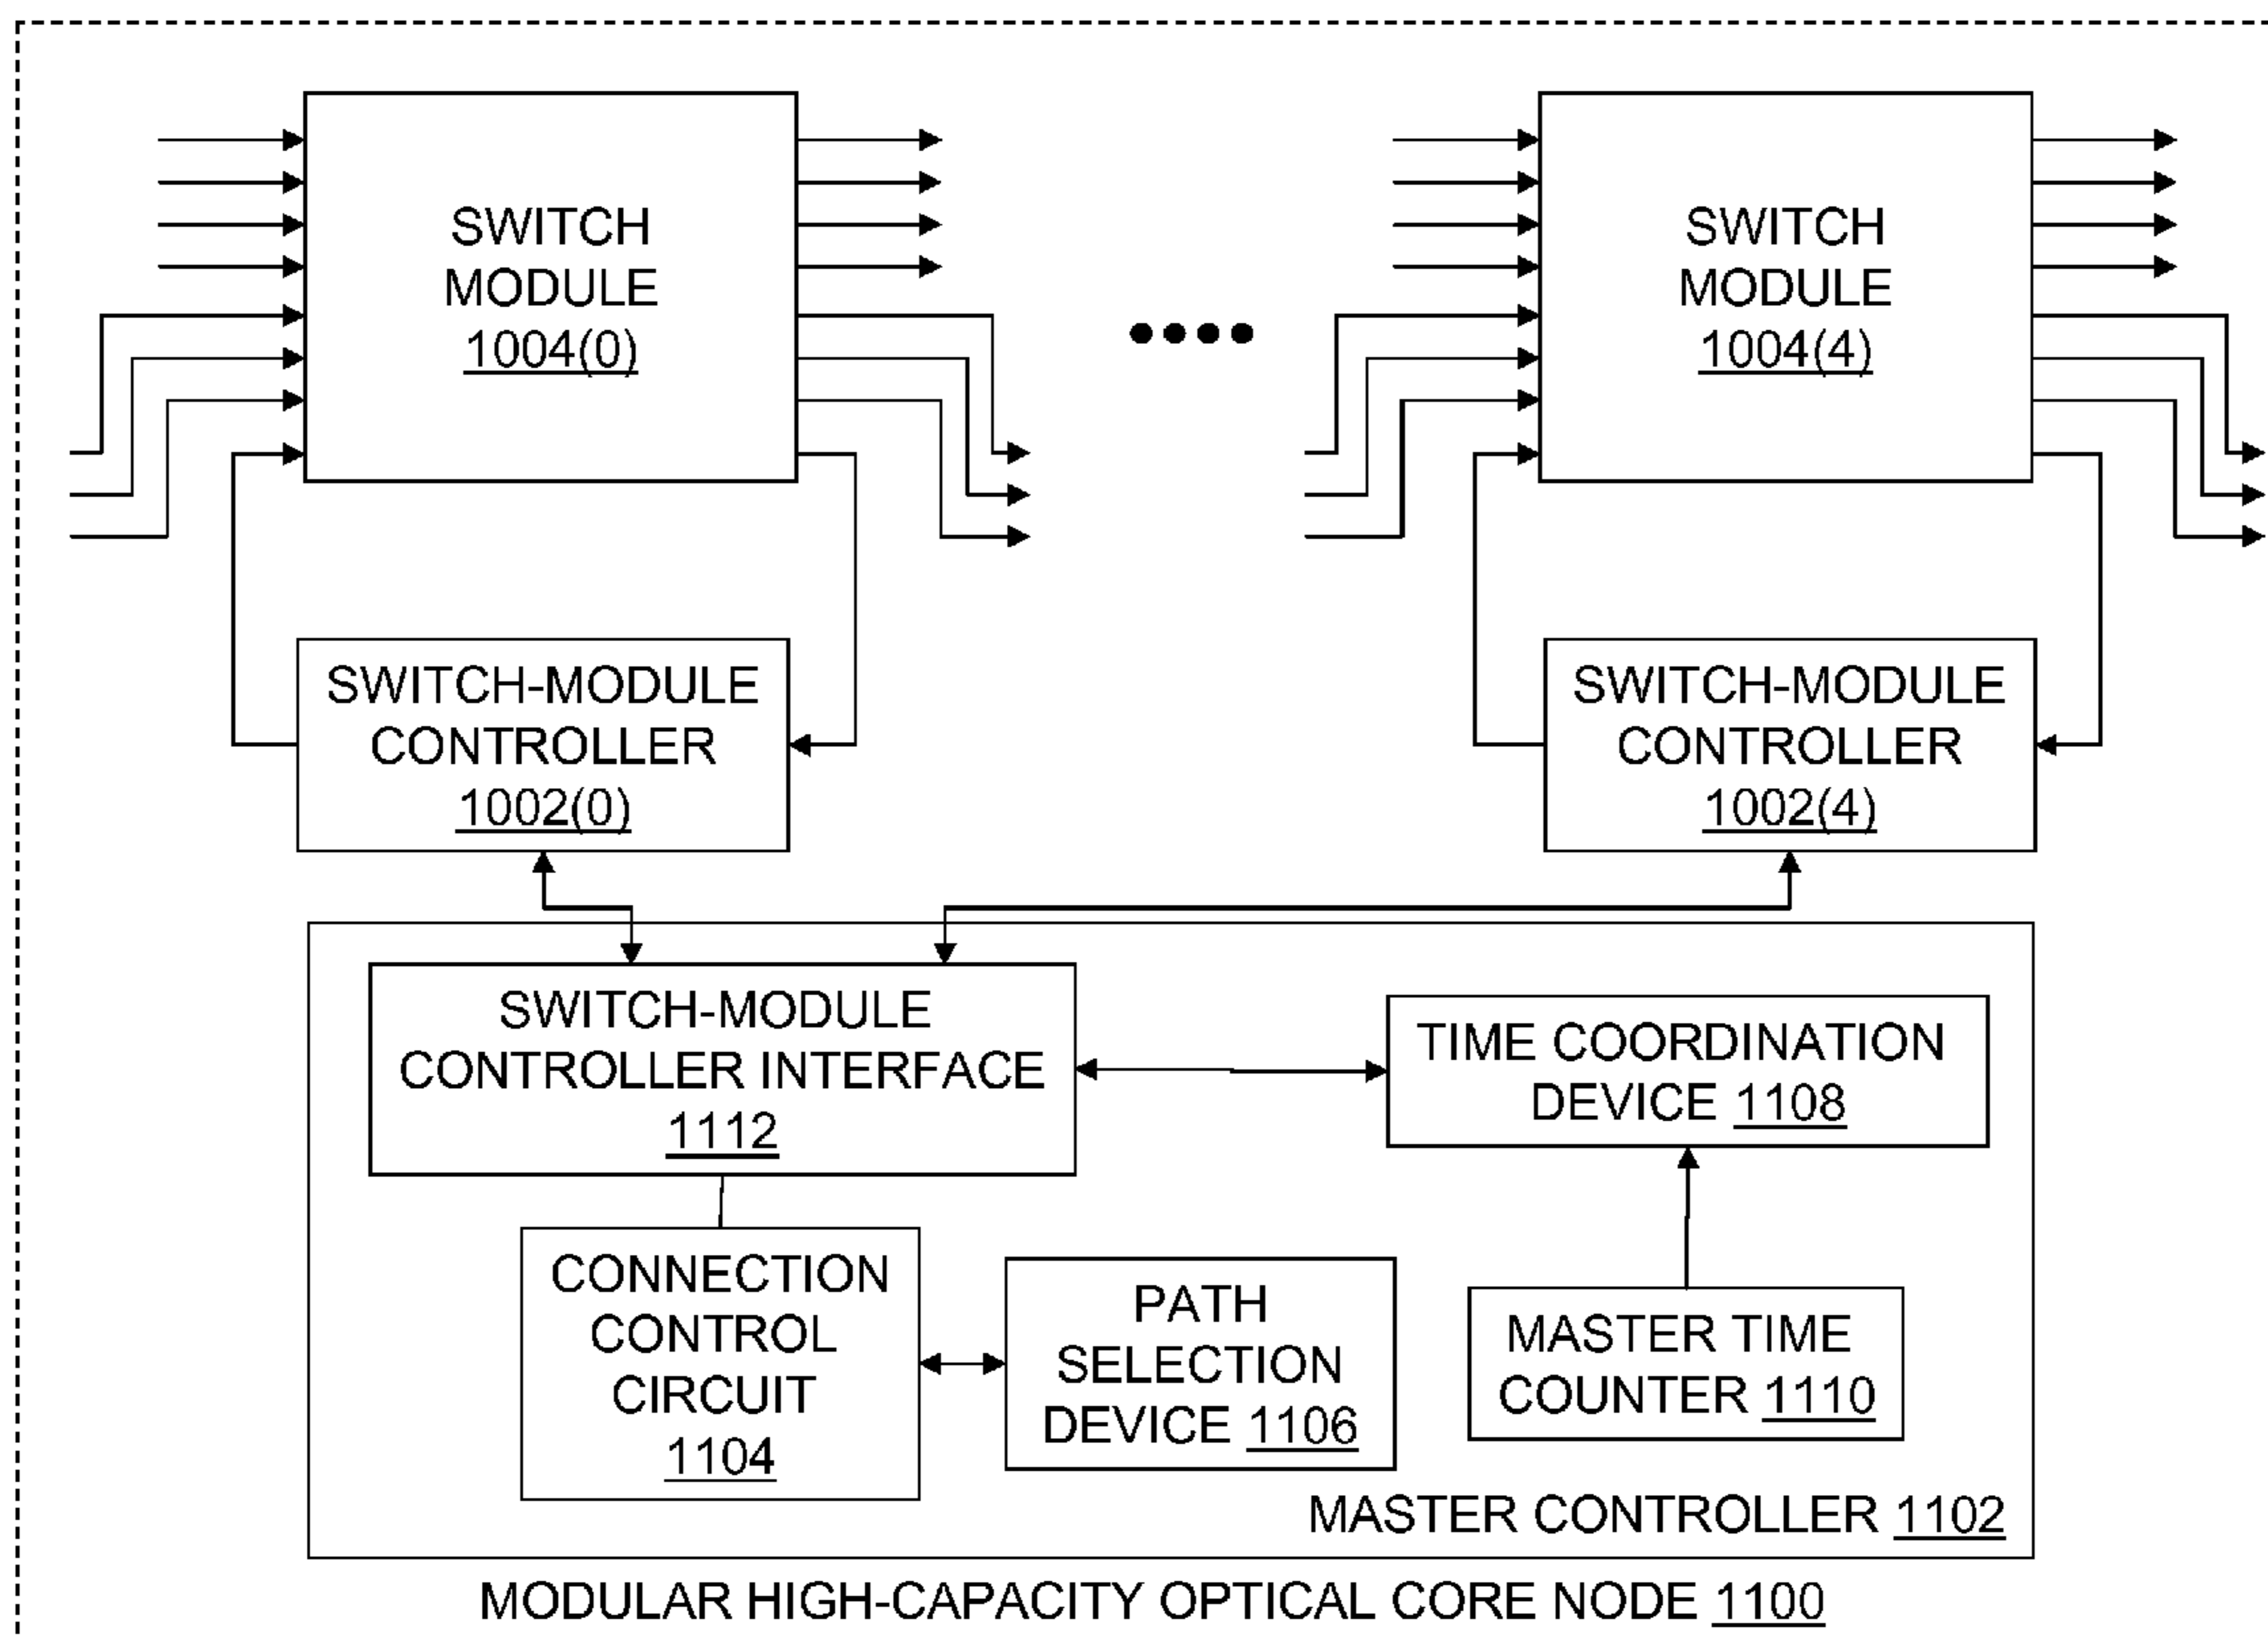 SWITCH
MODULE
1004(0)
SWITCH
MODULE
1004(4)
SWITCH-MODULE
CONTROLLER
1002(0)
SWITCH-MODULE
CONTROLLER
1002(4)
SWITCH-MODULE
CONTROLLER INTERFACE
1112
TIME COORDINATION
DEVICE 1108
CONNECTION
CONTROL
CIRCUIT
1104
PATH
SELECTION
DEVICE 1106
MASTER TIME
COUNTER 1110
MASTER CONTROLLER 1102
MODULAR HIGH-CAPACITY OPTICAL CORE NODE 1100